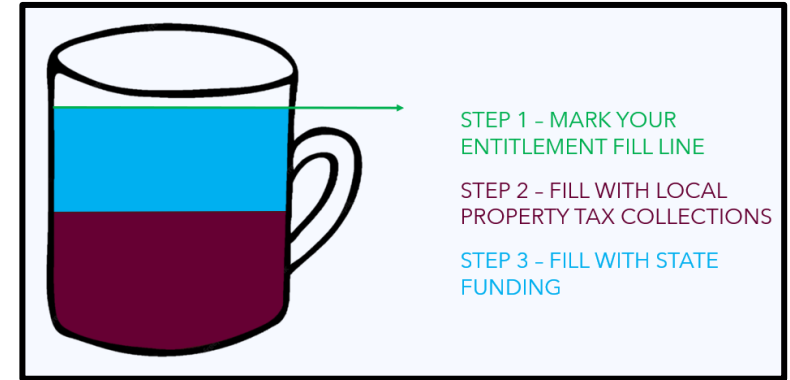 STEP 1 – MARK YOUR
ENTITLEMENT FILL LINE
STEP 2 – FILL WITH LOCAL
PROPERTY TAX COLLECTIONS
STEP 3 – FILL WITH STATE
FUNDING